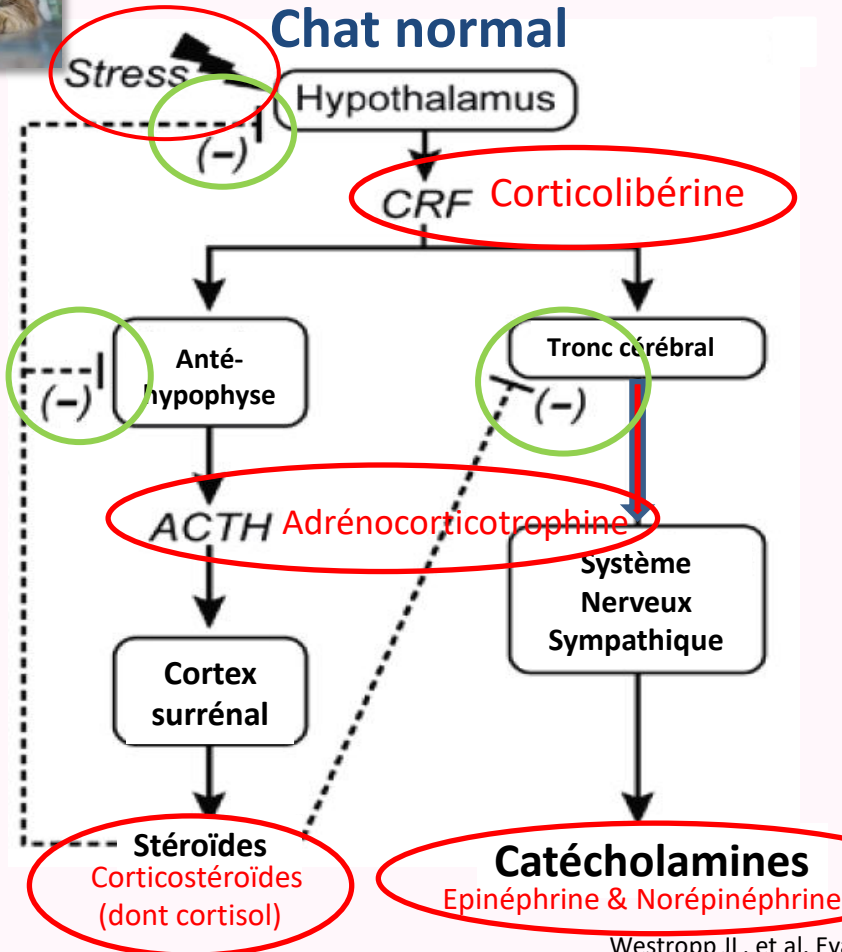 Chat normal
Stress
Hypothalamus
(–)
CRF Corticolibérine
Anté-
hypophyse
(–)
Tronc cérébral
(–)
ACTH Adrénocorticotrophine
Système
Nerveux
Sympathique
Cortex
surrénal
Stéroïdes
Corticostéroïdes
(dont cortisol)
Catécholamines
Epinéphrine & Norépinéphrine
Westropp JL, et al.